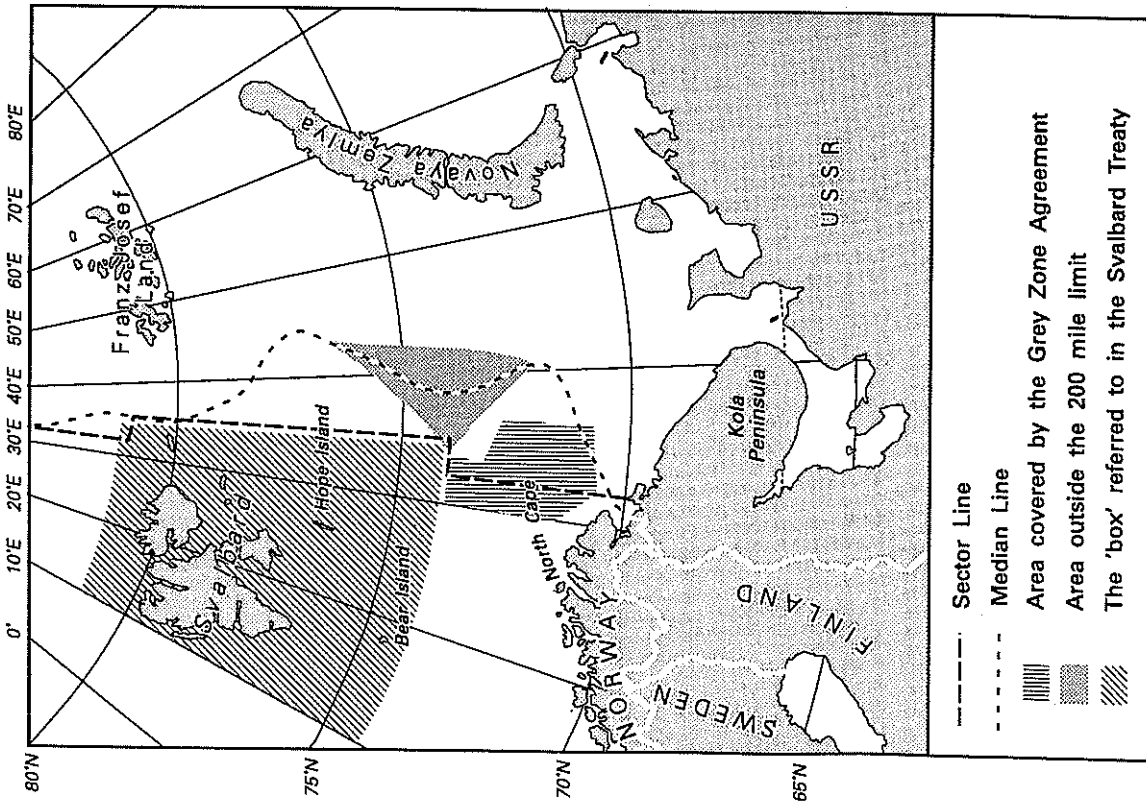 0°
10°E
20°E
30°E
40°E
50°E
60°E
70°E
80°E
80°N
75°N
70°N
65°N
Franz Josef
Land
Novaya Zemlya
Svalbard
Hope Island
Bear Island
North Cape
Kola
Peninsula
NORWAY
SWEDEN
FINLAND
USSR
Sector Line
Median Line
Area covered by the Grey Zone Agreement
Area outside the 200 mile limit
The 'box' referred to in the Svalbard Treaty